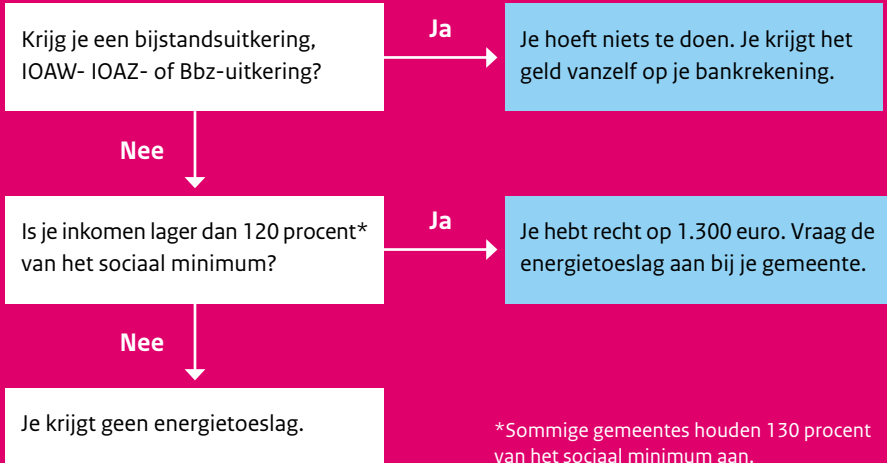 Krijg je een bijstandsuitkering,
IOAW- IOAZ- of Bbz-uitkering?
Ja
Je hoeft niets te doen. Je krijgt het
geld vanzelf op je bankrekening.
Nee
Is je inkomen lager dan 120 procent*
van het sociaal minimum?
Ja
Je hebt recht op 1.300 euro. Vraag de
energietoeslag aan bij je gemeente.
Nee
Je krijgt geen energietoeslag.
*Sommige gemeentes houden 130 procent
van het sociaal minimum aan.